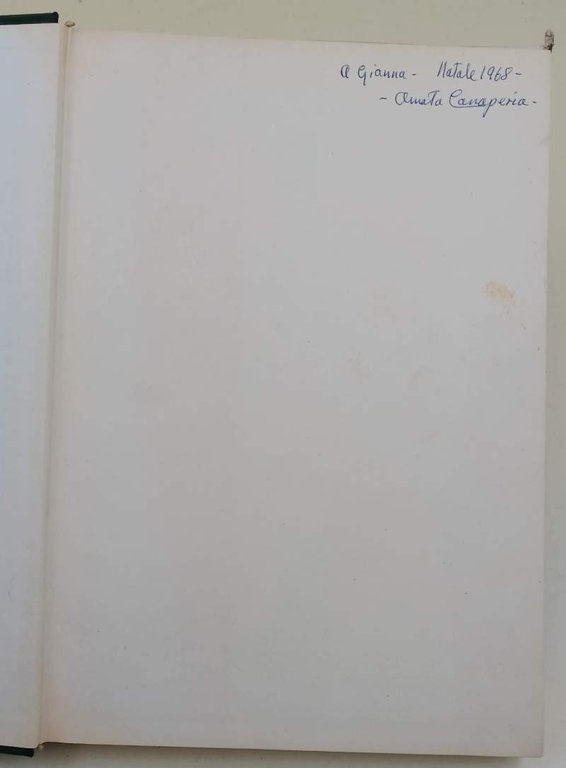 a Gianna - Natale 1968 -
- Amata Canaperia -